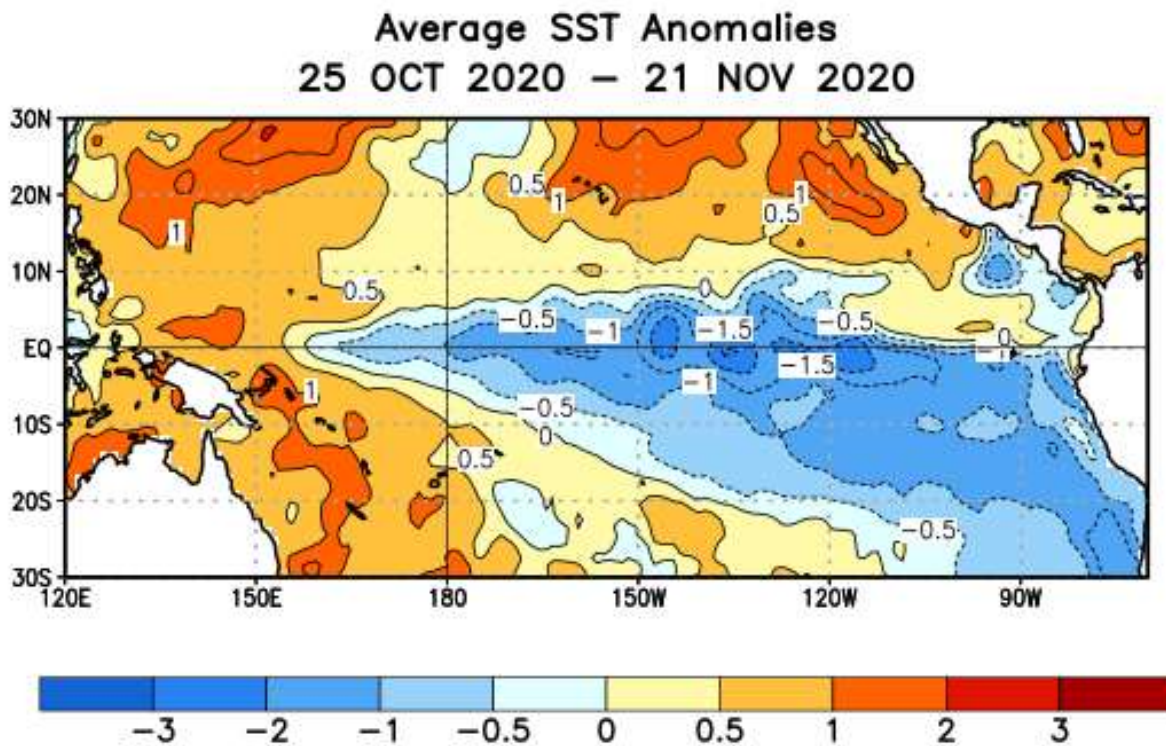 Average SST Anomalies
25 OCT 2020 – 21 NOV 2020
30N
20N
0.5
1
1
0.5
1
10N
0.5
0
-0.5
-1
-1.5
-0.5
0
-1
EQ
-1
-1.5
1
-0.5
10S
0
0.5
20S
-0.5
30S
120E 150E 180 150W 120W 90W
-3 -2 -1 -0.5 0 0.5 1 2 3